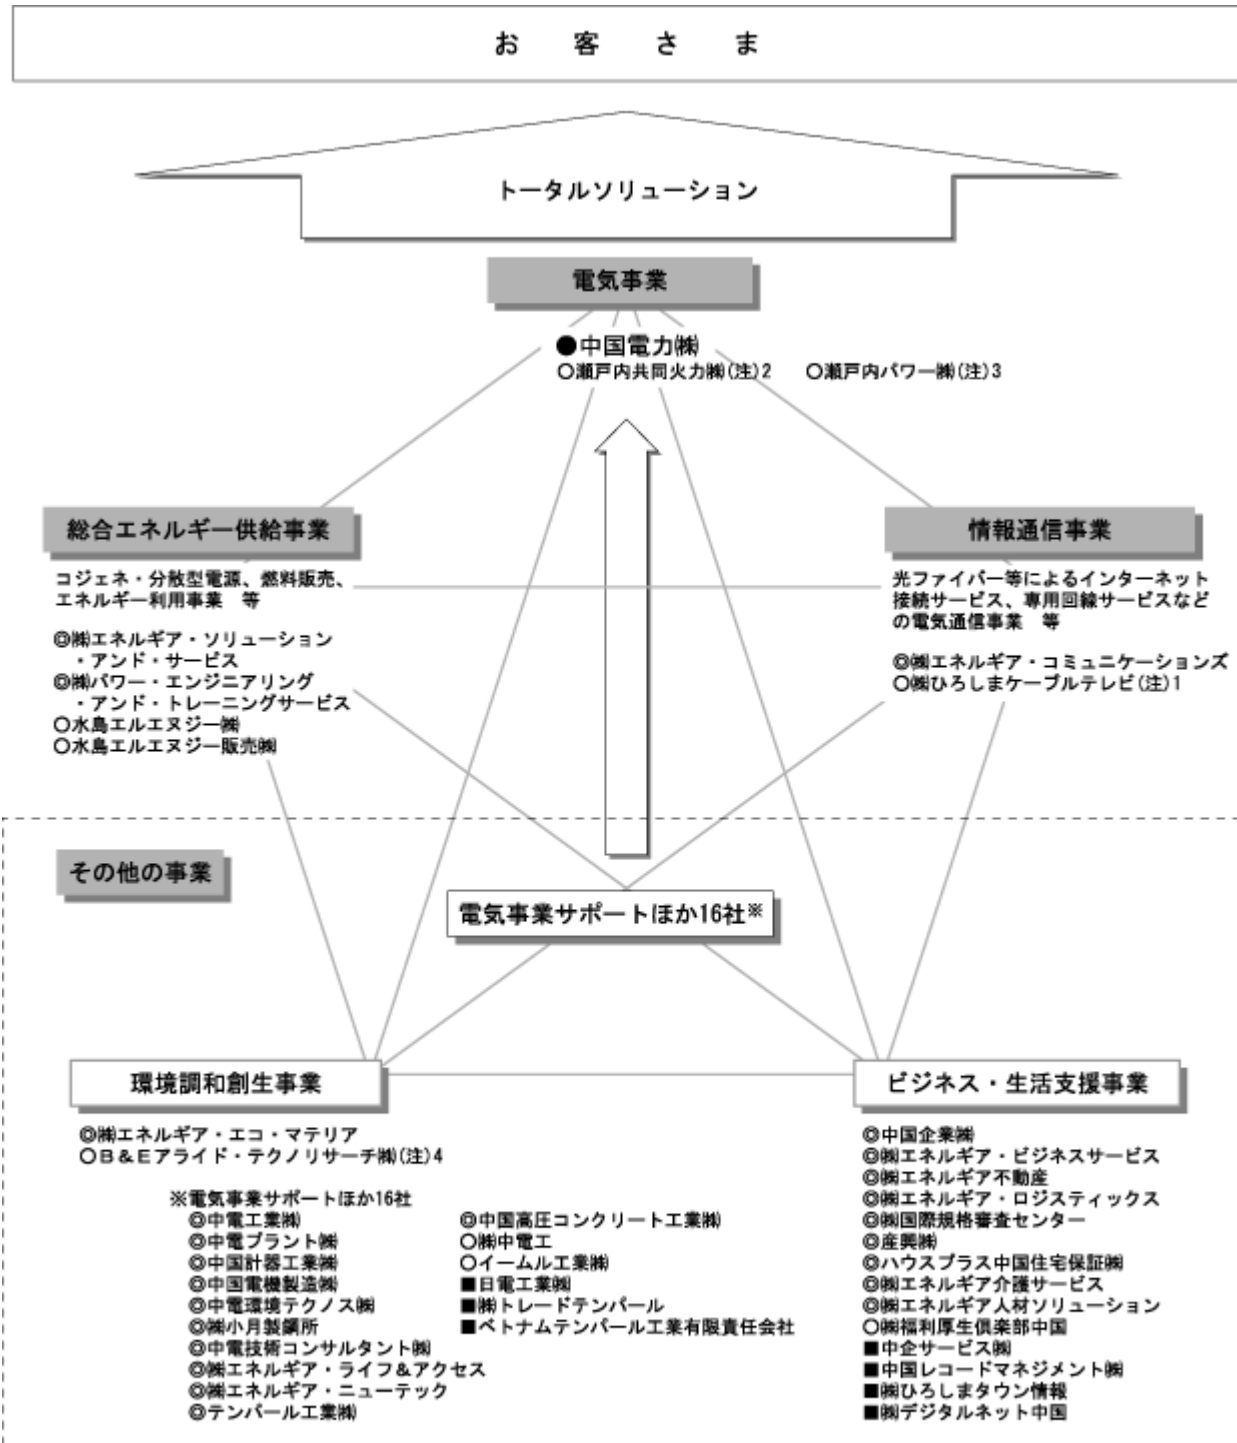 お客さま
トータルソリューション
電気事業
●中国電力㈱
○瀬戸内共同火力㈱(注)2 ○瀬戸内パワー㈱(注)3
総合エネルギー供給事業
コジェネ・分散型電源、燃料販売、
エネルギー利用事業 等
◎㈱エネルギア・ソリューション
・アンド・サービス
◎㈱パワー・エンジニアリング
・アンド・トレーニングサービス
○水島エルエヌジー㈱
○水島エルエヌジー販売㈱
情報通信事業
光ファイバー等によるインターネット
接続サービス、専用回線サービスなど
の電気通信事業 等
◎㈱エネルギア・コミュニケーションズ
○㈱ひろしまケーブルテレビ(注)1
その他の事業
電気事業サポートほか16社※
環境調和創生事業
◎㈱エネルギア・エコ・マテリア
○B&Eアライド・テクノリサーチ㈱(注)4
※電気事業サポートほか16社
◎中電工業㈱
◎中電プラント㈱
◎中国計器工業㈱
◎中国電機製造㈱
◎中電環境テクノス㈱
◎㈱小月製鋼所
◎中電技術コンサルタント㈱
◎㈱エネルギア・ライフ&アクセス
◎㈱エネルギア・ニューテック
◎テンパール工業㈱
◎中国高圧コンクリート工業㈱
○㈱中電工
○イームル工業㈱
■日電工業㈱
■㈱トレードテンパール
■ベトナムテンパール工業有限責任会社
ビジネス・生活支援事業
◎中国企業㈱
◎㈱エネルギア・ビジネスサービス
◎㈱エネルギア不動産
◎㈱エネルギア・ロジスティックス
◎㈱国際規格審査センター
◎産興㈱
◎ハウスプラス中国住宅保証㈱
◎㈱エネルギア介護サービス
◎㈱エネルギア人材ソリューション
○㈱福利厚生倶楽部中国
■中企サービス㈱
■中国レコードマネジメント㈱
■㈱ひろしまタウン情報
■㈱デジタルネット中国